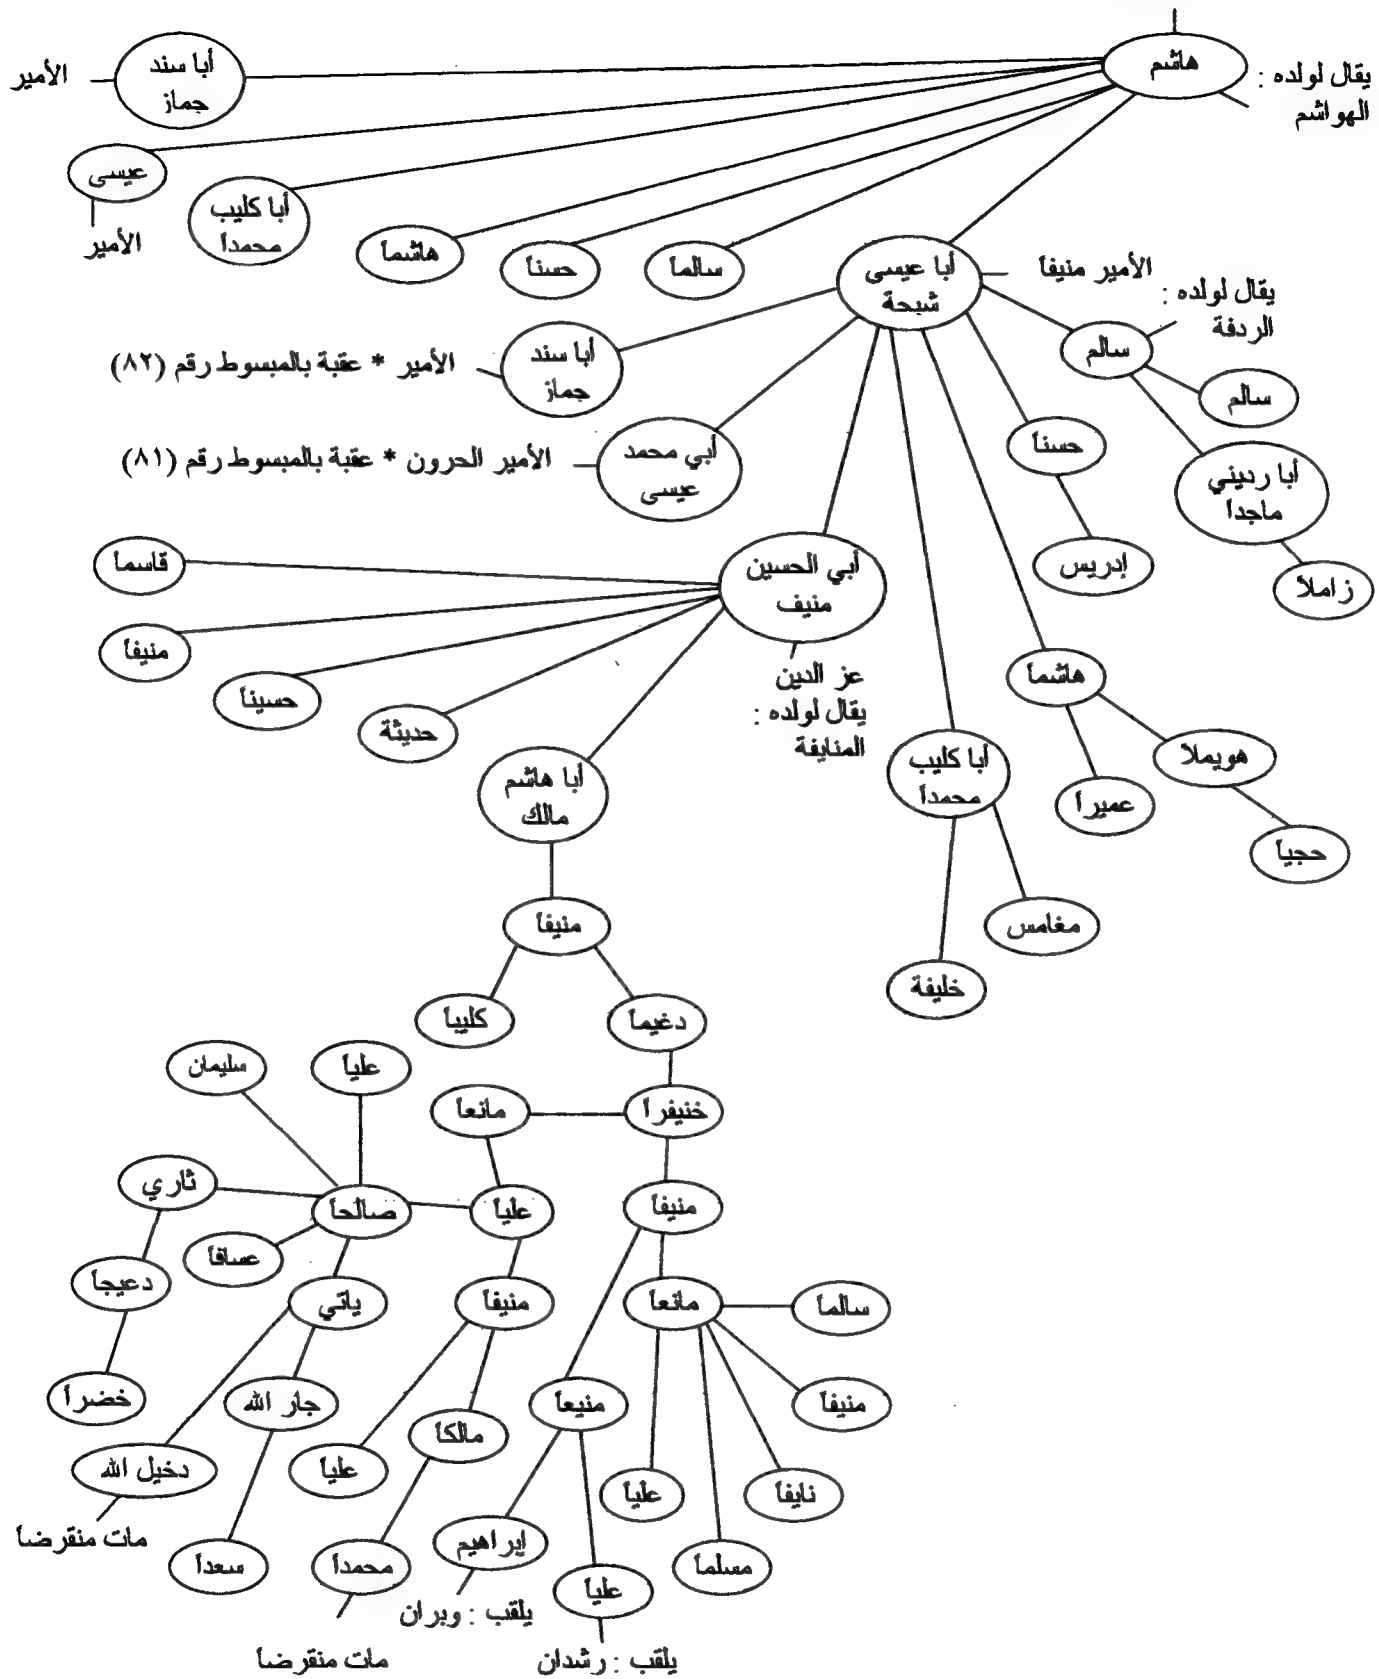 هاشم
يقال لولده :
الهواشم
أبا سند
جماز
الأمير
عيسى
الأمير
أبا كليب
محمداً
هاشماً
حسناً
سالماً
أبا عيسى
شبحة
الأمير منيفاً
سالم
يقال لولده :
الردفة
سالم
أبا رديني
ماجداً
زاملاً
حسناً
إدريس
هاشماً
هويملاً
حجياً
عميراً
أبا كليب
محمداً
مغامس
خليفة
أبا سند
جماز
الأمير * عقبة بالمبسوط رقم (٨٢)
أبي محمد
عيسى
الأمير الحرون * عقبة بالمبسوط رقم (٨١)
أبي الحسين
منيف
عز الدين
يقال لولده :
المنايفة
قاسماً
منيفاً
حسيناً
حديثة
أبا هاشم
مالك
منيفاً
كليباً
دغيماً
خنيفراً
مانعاً
علياً
سليمان
صالحاً
علياً
ثاري
عسافاً
دعيجاً
خضراً
ياتي
جار الله
دخيل الله
مات منقرضاً
سعداً
منيفاً
علياً
مالكاً
محمداً
مات منقرضاً
منيفاً
مانعاً
سالماً
منيفاً
نايفاً
مسلماً
علياً
منيعاً
إبراهيم
يلقب : وبران
علياً
يلقب : رشدان